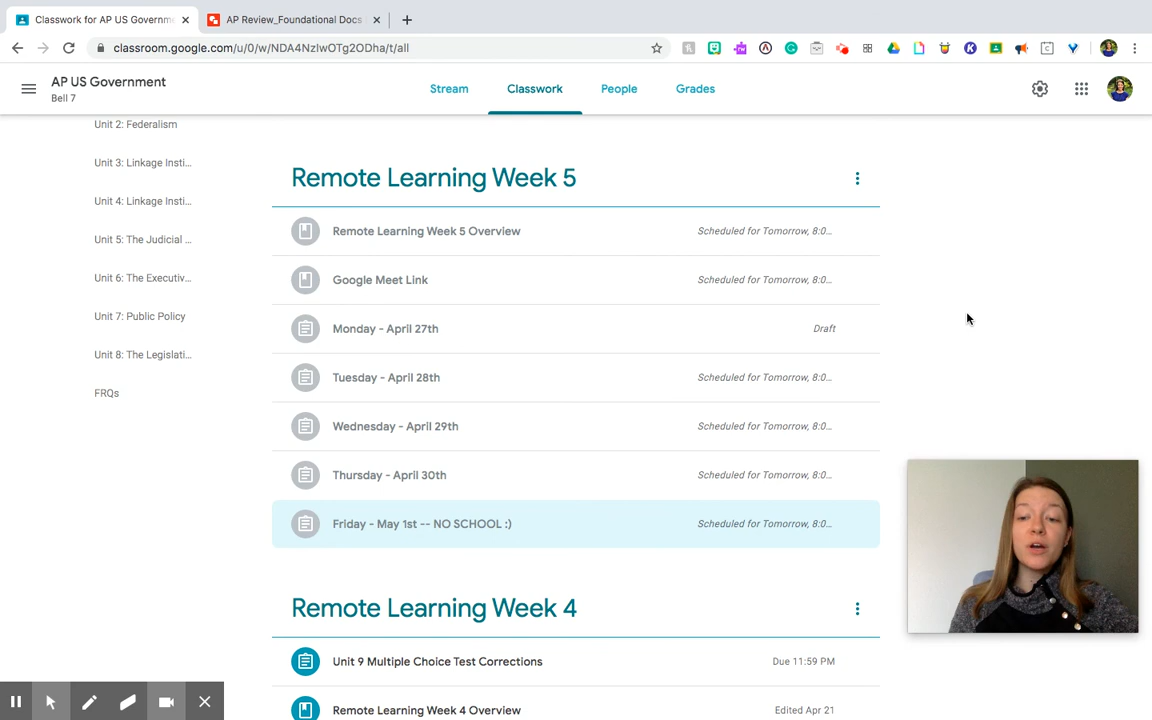 Classwork for AP US Governm
AP Review_Foundational Docs
classroom.google.com/u/0/w/NDA4NzIwOTg2ODha/t/all
AP US Government
Bell 7
Stream
Classwork
People
Grades
Unit 2: Federalism
Unit 3: Linkage Insti...
Unit 4: Linkage Insti...
Unit 5: The Judicial ...
Unit 6: The Executiv...
Unit 7: Public Policy
Unit 8: The Legislati...
FRQs
Remote Learning Week 5
Remote Learning Week 5 Overview
Scheduled for Tomorrow, 8:0...
Google Meet Link
Scheduled for Tomorrow, 8:0...
Monday - April 27th
Draft
Tuesday - April 28th
Scheduled for Tomorrow, 8:0...
Wednesday - April 29th
Scheduled for Tomorrow, 8:0...
Thursday - April 30th
Scheduled for Tomorrow, 8:0...
Friday - May 1st -- NO SCHOOL :)
Scheduled for Tomorrow, 8:0...
Remote Learning Week 4
Unit 9 Multiple Choice Test Corrections
Due 11:59 PM
Remote Learning Week 4 Overview
Edited Apr 21